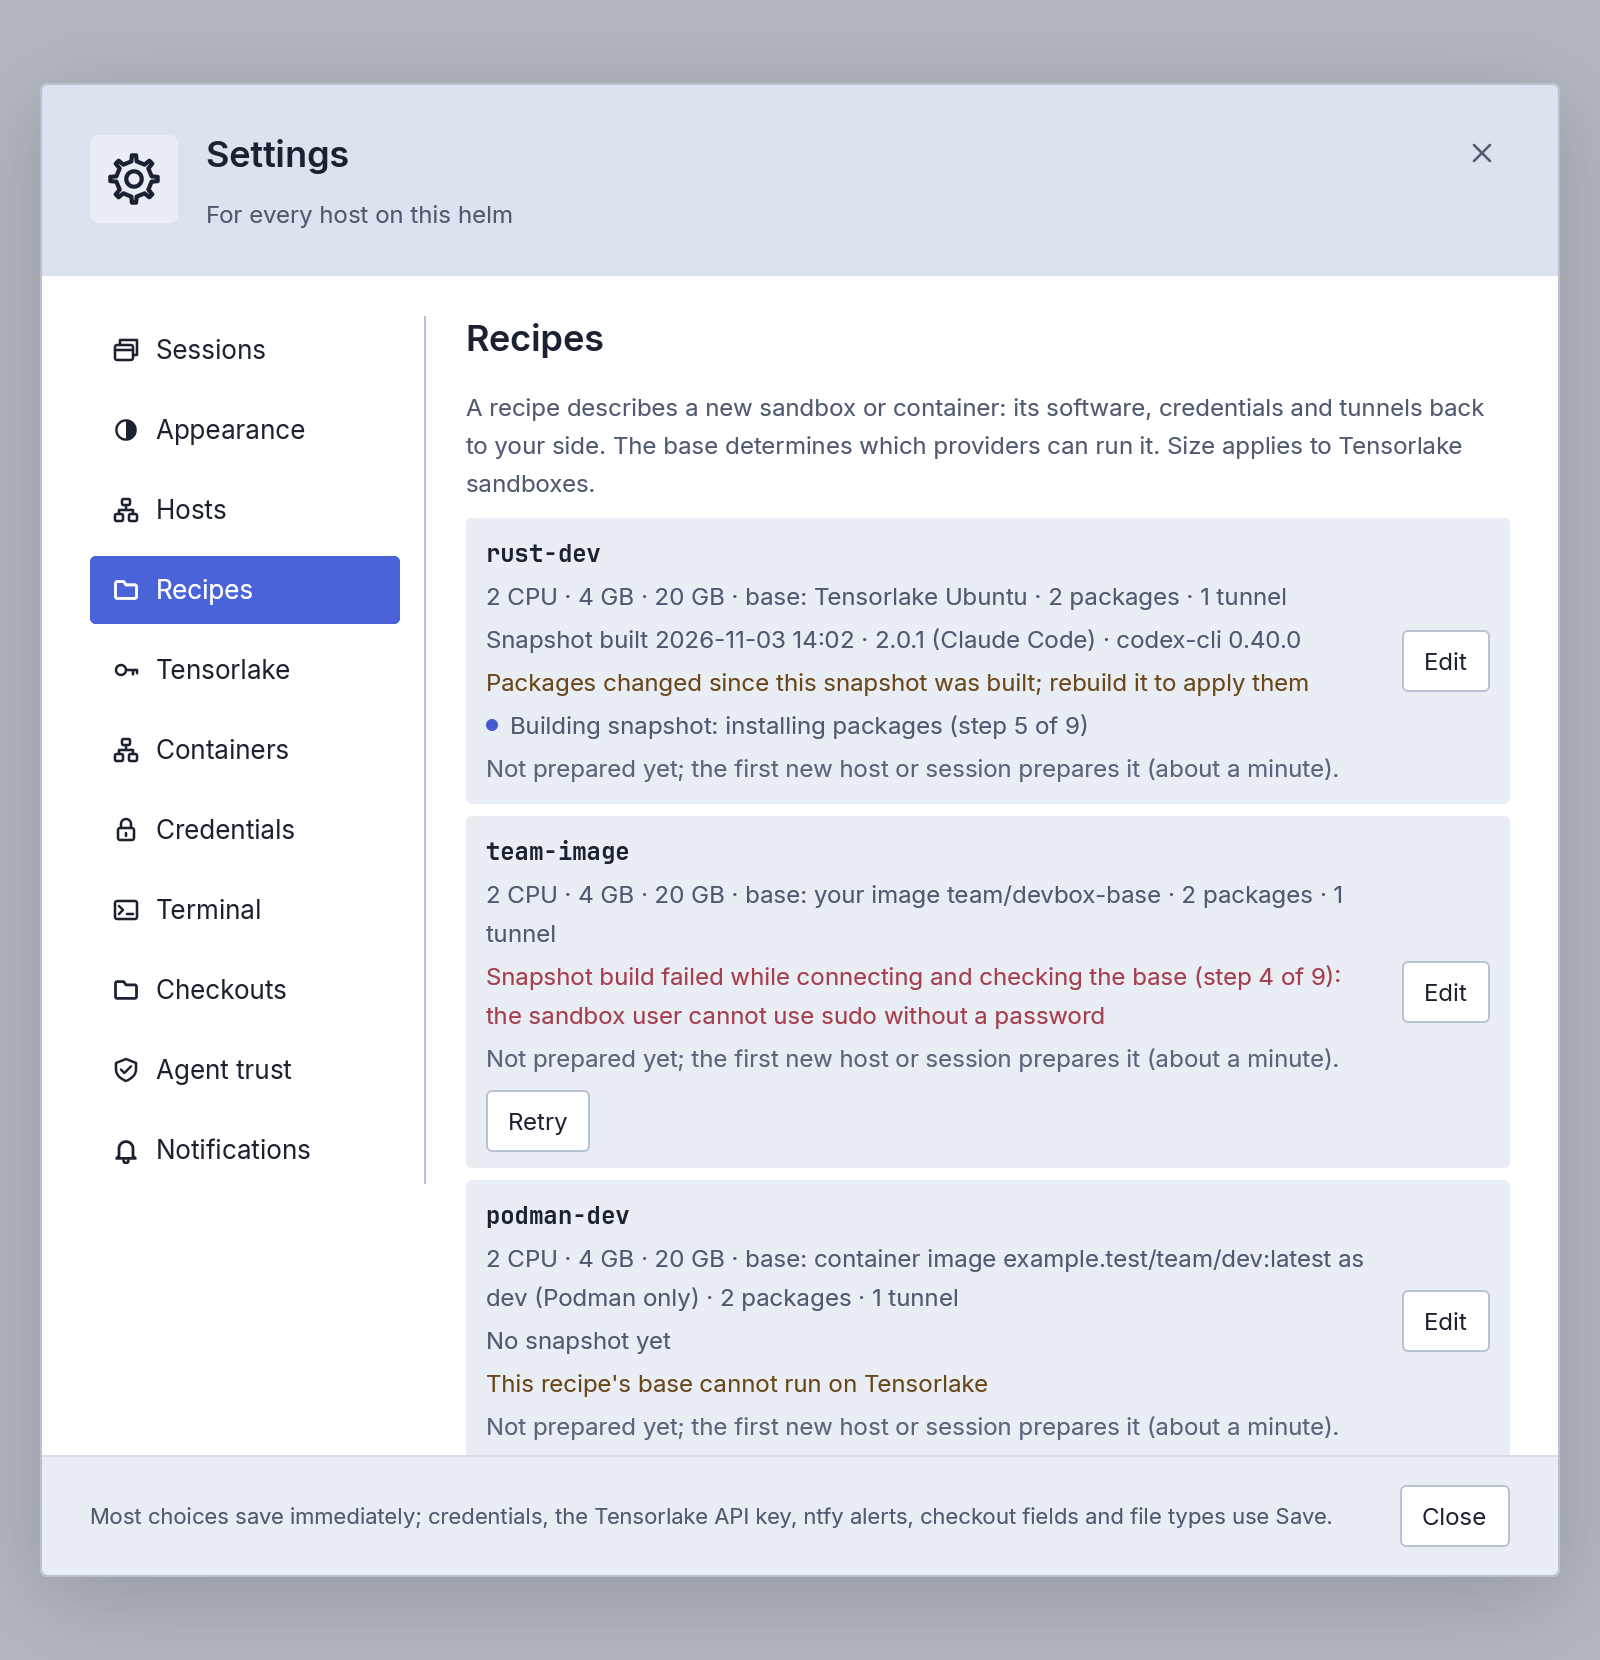 Settings
For every host on this helm
Sessions
Appearance
Hosts
Recipes
Tensorlake
Containers
Credentials
Terminal
Checkouts
Agent trust
Notifications
Recipes
A recipe describes a new sandbox or container: its software, credentials and tunnels back
to your side. The base determines which providers can run it. Size applies to Tensorlake
sandboxes.
rust-dev
2 CPU · 4 GB · 20 GB · base: Tensorlake Ubuntu · 2 packages · 1 tunnel
Snapshot built 2026-11-03 14:02 · 2.0.1 (Claude Code) · codex-cli 0.40.0
Packages changed since this snapshot was built; rebuild it to apply them
Building snapshot: installing packages (step 5 of 9)
Not prepared yet; the first new host or session prepares it (about a minute).
Edit
team-image
2 CPU · 4 GB · 20 GB · base: your image team/devbox-base · 2 packages · 1
tunnel
Snapshot build failed while connecting and checking the base (step 4 of 9):
the sandbox user cannot use sudo without a password
Not prepared yet; the first new host or session prepares it (about a minute).
Retry
Edit
podman-dev
2 CPU · 4 GB · 20 GB · base: container image example.test/team/dev:latest as
dev (Podman only) · 2 packages · 1 tunnel
No snapshot yet
This recipe's base cannot run on Tensorlake
Not prepared yet; the first new host or session prepares it (about a minute).
Edit
Most choices save immediately; credentials, the Tensorlake API key, ntfy alerts, checkout fields and file types use Save.
Close